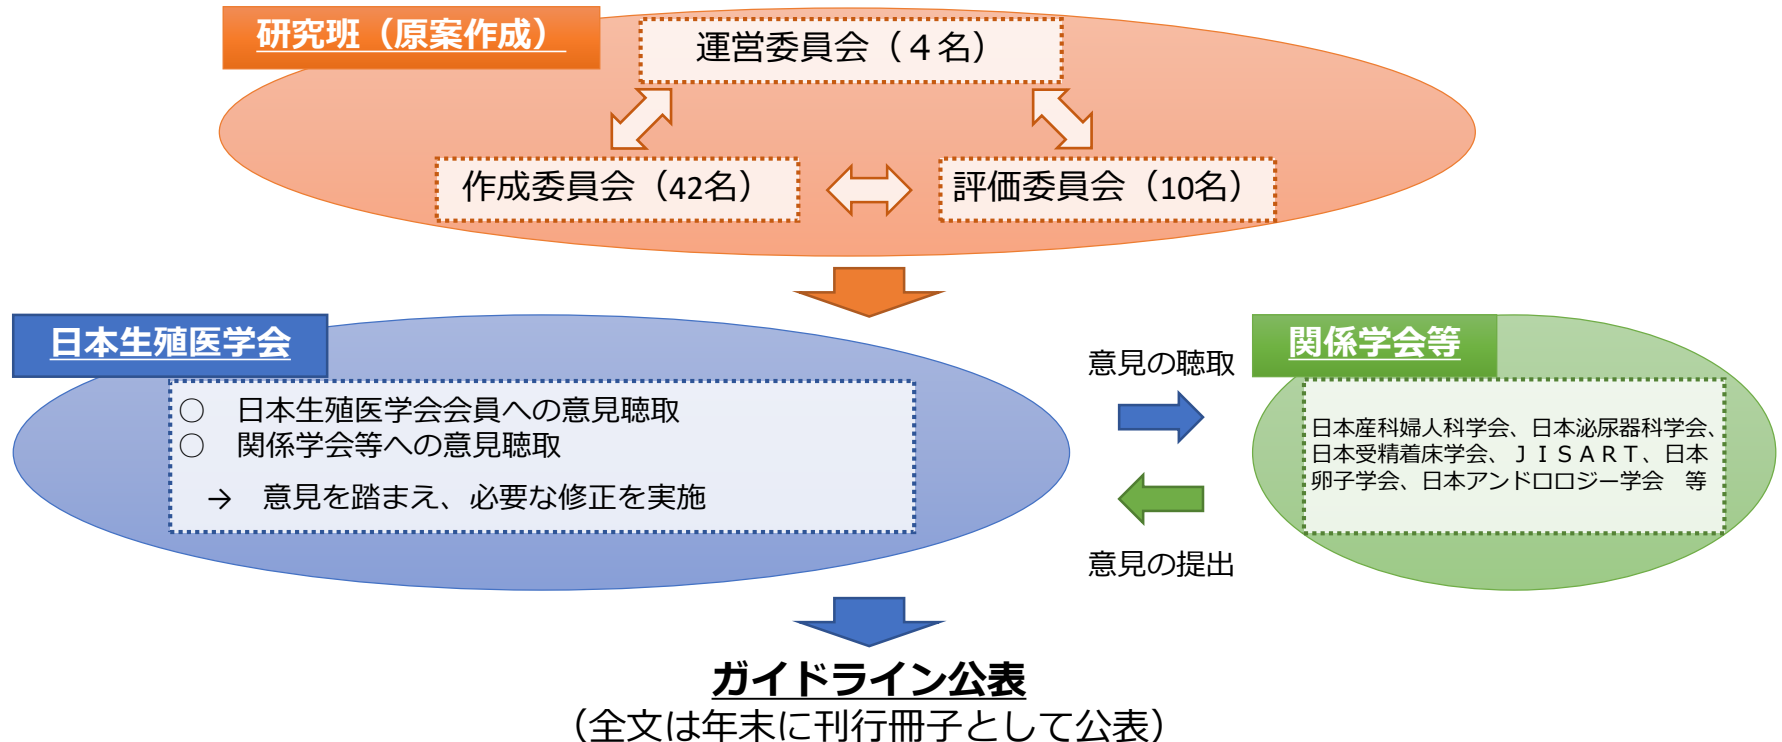 研究班（原案作成）
運営委員会（４名）
作成委員会（42名）
評価委員会（10名）
日本生殖医学会
○　日本生殖医学会会員への意見聴取
○　関係学会等への意見聴取
→　意見を踏まえ、必要な修正を実施
意見の聴取
意見の提出
関係学会等
日本産科婦人科学会、日本泌尿器科学会、
日本受精着床学会、ＪＩＳＡＲＴ、日本
卵子学会、日本アンドロロジー学会　等
ガイドライン公表
（全文は年末に刊行冊子として公表）